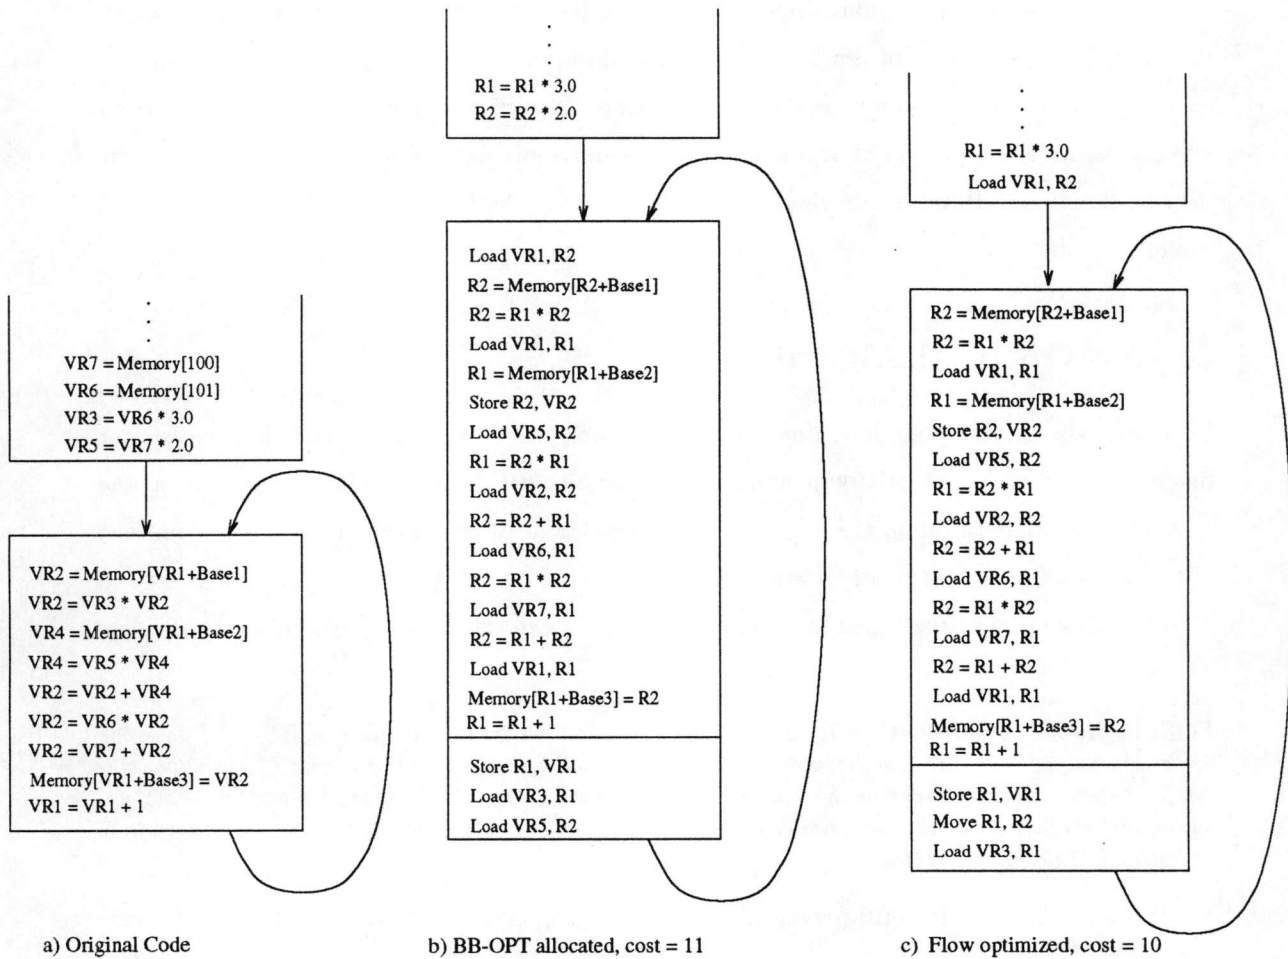 VR7 = Memory[100]
VR6 = Memory[101]
VR3 = VR6 * 3.0
VR5 = VR7 * 2.0
VR2 = Memory[VR1+Base1]
VR2 = VR3 * VR2
VR4 = Memory[VR1+Base2]
VR4 = VR5 * VR4
VR2 = VR2 + VR4
VR2 = VR6 * VR2
VR2 = VR7 + VR2
Memory[VR1+Base3] = VR2
VR1 = VR1 + 1
a) Original Code
R1 = R1 * 3.0
R2 = R2 * 2.0
Load VR1, R2
R2 = Memory[R2+Base1]
R2 = R1 * R2
Load VR1, R1
R1 = Memory[R1+Base2]
Store R2, VR2
Load VR5, R2
R1 = R2 * R1
Load VR2, R2
R2 = R2 + R1
Load VR6, R1
R2 = R1 * R2
Load VR7, R1
R2 = R1 + R2
Load VR1, R1
Memory[R1+Base3] = R2
R1 = R1 + 1
Store R1, VR1
Load VR3, R1
Load VR5, R2
b) BB-OPT allocated, cost = 11
R1 = R1 * 3.0
Load VR1, R2
R2 = Memory[R2+Base1]
R2 = R1 * R2
Load VR1, R1
R1 = Memory[R1+Base2]
Store R2, VR2
Load VR5, R2
R1 = R2 * R1
Load VR2, R2
R2 = R2 + R1
Load VR6, R1
R2 = R1 * R2
Load VR7, R1
R2 = R1 + R2
Load VR1, R1
Memory[R1+Base3] = R2
R1 = R1 + 1
Store R1, VR1
Move R1, R2
Load VR3, R1
c) Flow optimized, cost = 10